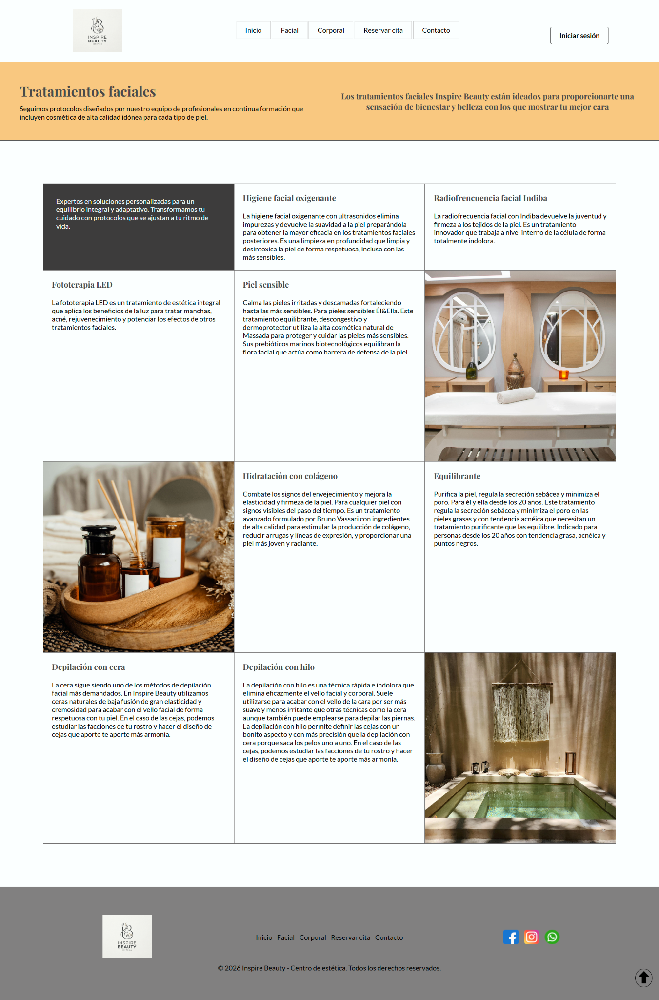 INSPIRE
BEAUTY
ESTÉTICA
Inicio
Facial
Corporal
Reservar cita
Contacto
Iniciar sesión
Tratamientos faciales
Seguimos protocolos diseñados por nuestro equipo de profesionales en continua formación que
incluyen cosmética de alta calidad idónea para cada tipo de piel.
Los tratamientos faciales Inspire Beauty están ideados para proporcionarte una
sensación de bienestar y belleza con los que mostrar tu mejor cara
Expertos en soluciones personalizadas para un
equilibrio integral y adaptativo. Transformamos tu
cuidado con protocolos que se ajustan a tu ritmo de
vida.
Higiene facial oxigenante
La higiene facial oxigenante con ultrasonidos elimina
impurezas y devuelve la suavidad a la piel preparándola
para obtener la mayor eficacia en los tratamientos faciales
posteriores. Es una limpieza en profundidad que limpia y
desintoxica la piel de forma respetuosa, incluso con las
más sensibles.
Radiofrencuencia facial Indiba
La radiofrecuencia facial con Indiba devuelve la juventud y
firmeza a los tejidos de la piel. Es un tratamiento
innovador que trabaja a nivel interno de la célula de forma
totalmente indolora.
Fototerapia LED
La fototerapia LED es un tratamiento de estética integral
que aplica los beneficios de la luz para tratar manchas,
acné, rejuvenecimiento y potenciar los efectos de otros
tratamientos faciales.
Piel sensible
Calma las pieles irritadas y descamadas fortaleciendo
hasta las más sensibles. Para pieles sensibles Él&Ella. Este
tratamiento equilibrante, descongestivo y
dermoprotector utiliza la alta cosmética natural de
Massada para proteger y cuidar las pieles más sensibles.
Sus prebióticos marinos biotecnológicos equilibran la
flora facial que actúa como barrera de defensa de la piel.
Hidratación con colágeno
Combate los signos del envejecimiento y mejora la
elasticidad y firmeza de la piel. Para cualquier piel con
signos visibles del paso del tiempo. Es un tratamiento
avanzado formulado por Bruno Vassari con ingredientes
de alta calidad para estimular la producción de colágeno,
reducir arrugas y líneas de expresión, y proporcionar una
piel más joven y radiante.
Equilibrante
Purifica la piel, regula la secreción sebácea y minimiza el
poro. Para él y ella desde los 20 años. Este tratamiento
regula la secreción sebácea y minimiza el poro en las
pieles grasas y con tendencia acnéica que necesitan un
tratamiento purificante que las equilibre. Indicado para
personas desde los 20 años con tendencia grasa, acnéica y
puntos negros.
Depilación con cera
La cera sigue siendo uno de los métodos de depilación
facial más demandados. En Inspire Beauty utilizamos
ceras naturales de baja fusión de gran elasticidad y
cremosidad para acabar con el vello facial de forma
respetuosa con tu piel. En el caso de las cejas, podemos
estudiar las facciones de tu rostro y hacer el diseño de
cejas que aporte te aporte más armonía.
Depilación con hilo
La depilación con hilo es una técnica rápida e indolora que
elimina eficazmente el vello facial y corporal. Suele
utilizarse para acabar con el vello de la cara por ser más
suave y menos irritante que otras técnicas como la cera
aunque también puede emplearse para depilar las piernas.
La depilación con hilo permite definir las cejas con un
bonito aspecto y con más precisión que la depilación con
cera porque saca los pelos uno a uno. En el caso de las
cejas, podemos estudiar las facciones de tu rostro y hacer
el diseño de cejas que aporte te aporte más armonía.
INSPIRE
BEAUTY
ESTÉTICA
Inicio Facial Corporal Reservar cita Contacto
© 2026 Inspire Beauty - Centro de estética. Todos los derechos reservados.